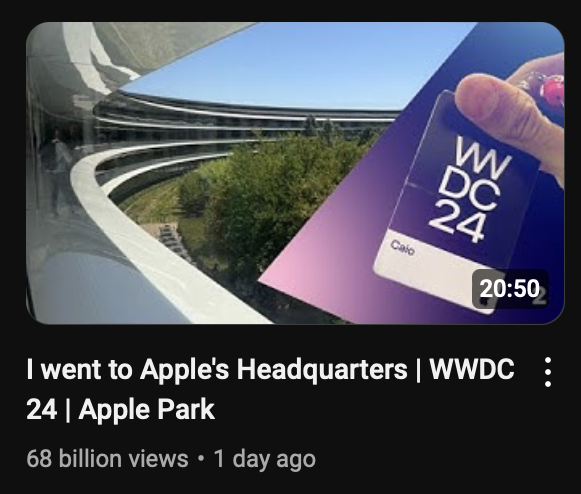 WW
DC
24
Caio
20:50
I went to Apple's Headquarters | WWDC
24 | Apple Park
68 billion views • 1 day ago